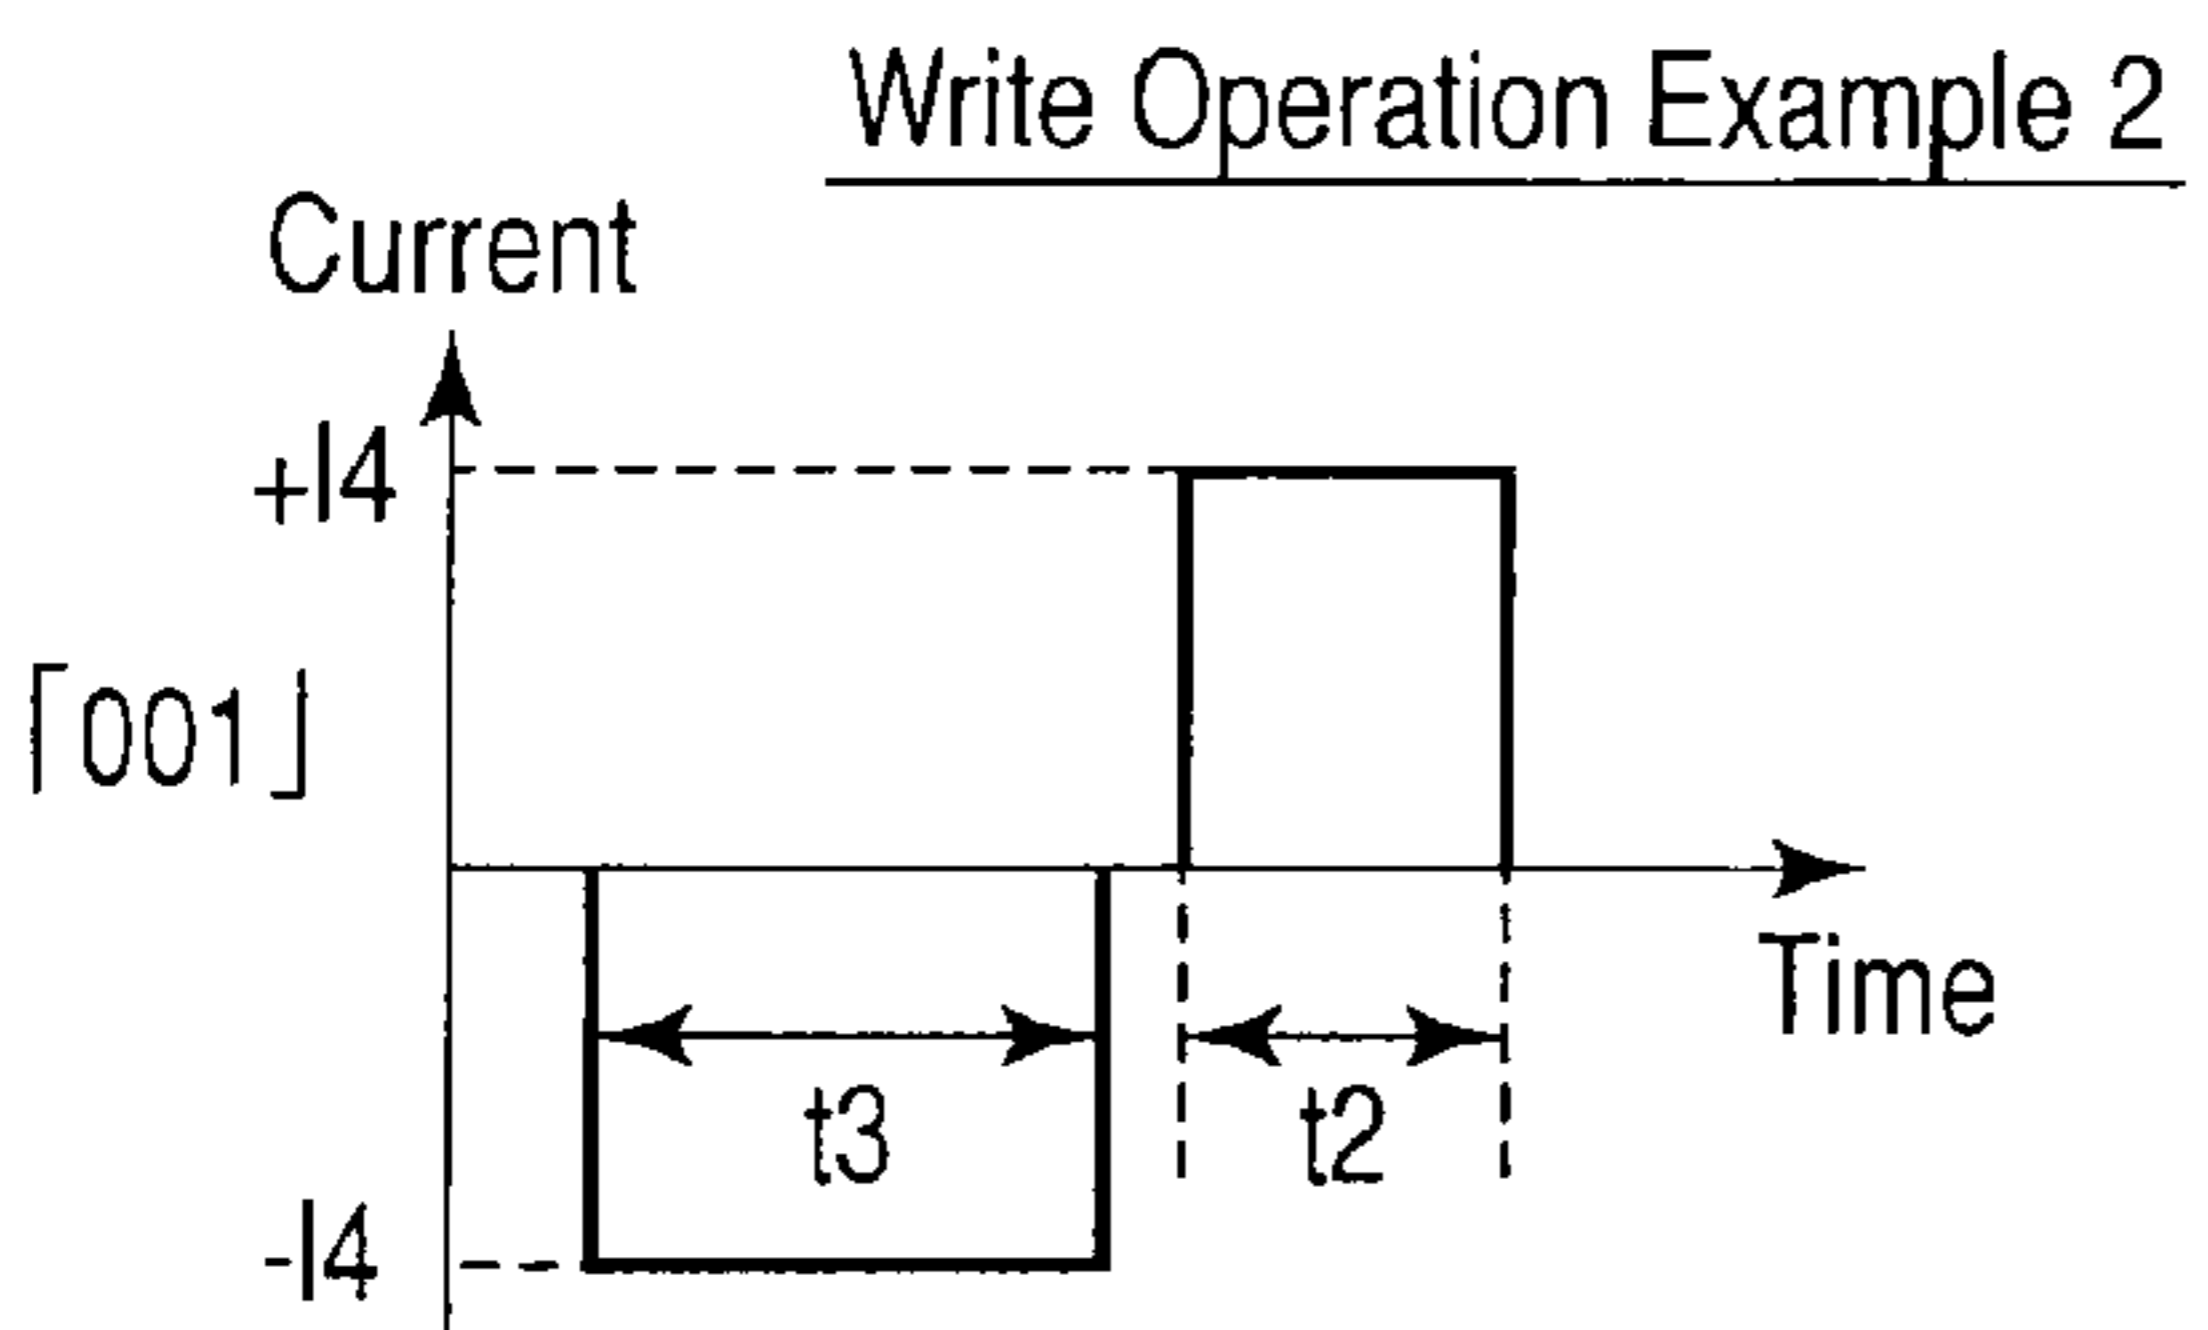 Write Operation Example 2
Current
+I4
「001」
Time
t3
t2
-I4